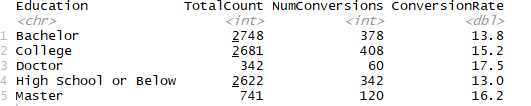 Education TotalCount NumConversions ConversionRate
<chr> <int> <int> <dbl>
1 Bachelor 2748 378 13.8
2 College 2681 408 15.2
3 Doctor 342 60 17.5
4 High School or Below 2622 342 13.0
5 Master 741 120 16.2